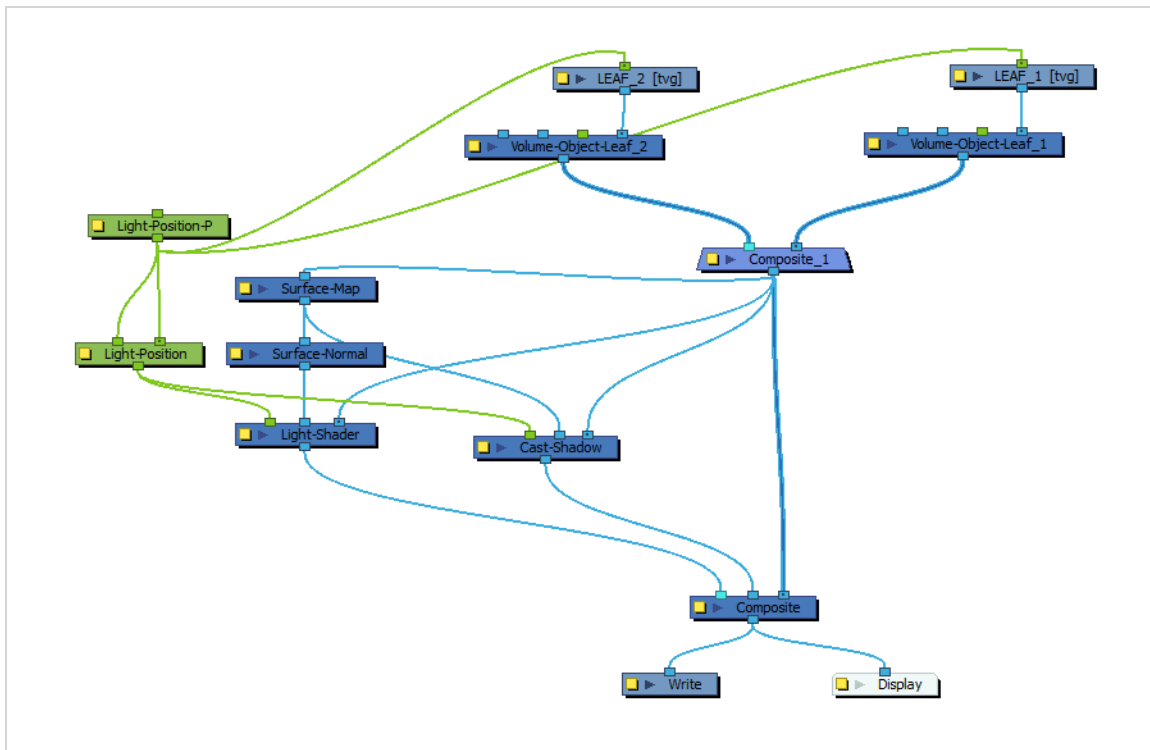 LEAF_2 [tvg]
LEAF_1 [tvg]
Volume-Object-Leaf_2
Volume-Object-Leaf_1
Light-Position-P
Composite_1
Surface-Map
Light-Position
Surface-Normal
Light-Shader
Cast-Shadow
Composite
Write
Display